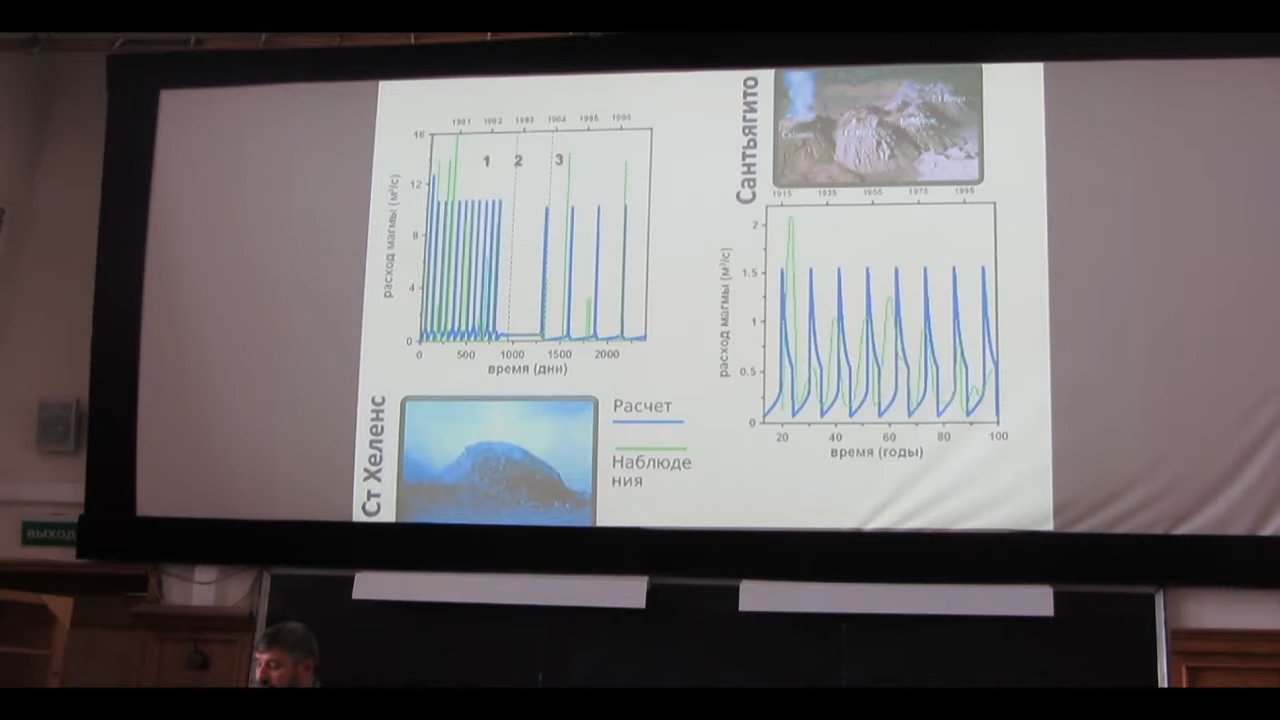 1981 1982 1983 1984 1985 1986
16
12
8
4
0
расход магмы (м³/с)
1 2 3
0 500 1000 1500 2000
время (дни)
Ст Хеленс
Расчет
Наблюде
ния
Сантьягито
1915 1935 1955 1975 1995
2
1.5
1
0.5
0
расход магмы (м³/с)
20 40 60 80 100
время (годы)
ВЫХОД